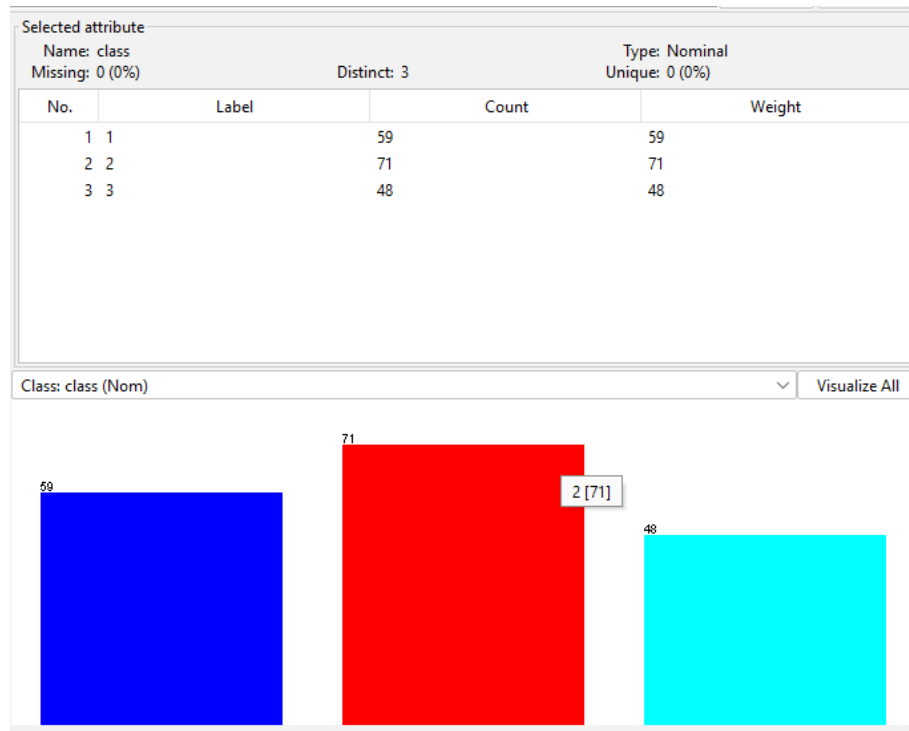 Selected attribute
Name: class Type: Nominal
Missing: 0 (0%) Distinct: 3 Unique: 0 (0%)
No. Label Count Weight
1 1 59 59
2 2 71 71
3 3 48 48
Class: class (Nom) Visualize All
71
59
2 [71]
48